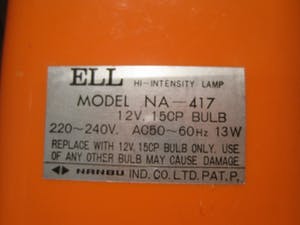 ELL HI-INTENSITY LAMP
MODEL NA-417
12V. 15CP BULB
220~240V. AC50~60Hz 13W
REPLACE WITH 12V. 15CP BULB ONLY. USE
OF ANY OTHER BULB MAY CAUSE DAMAGE
NANBU IND. CO. LTD. PAT. P.